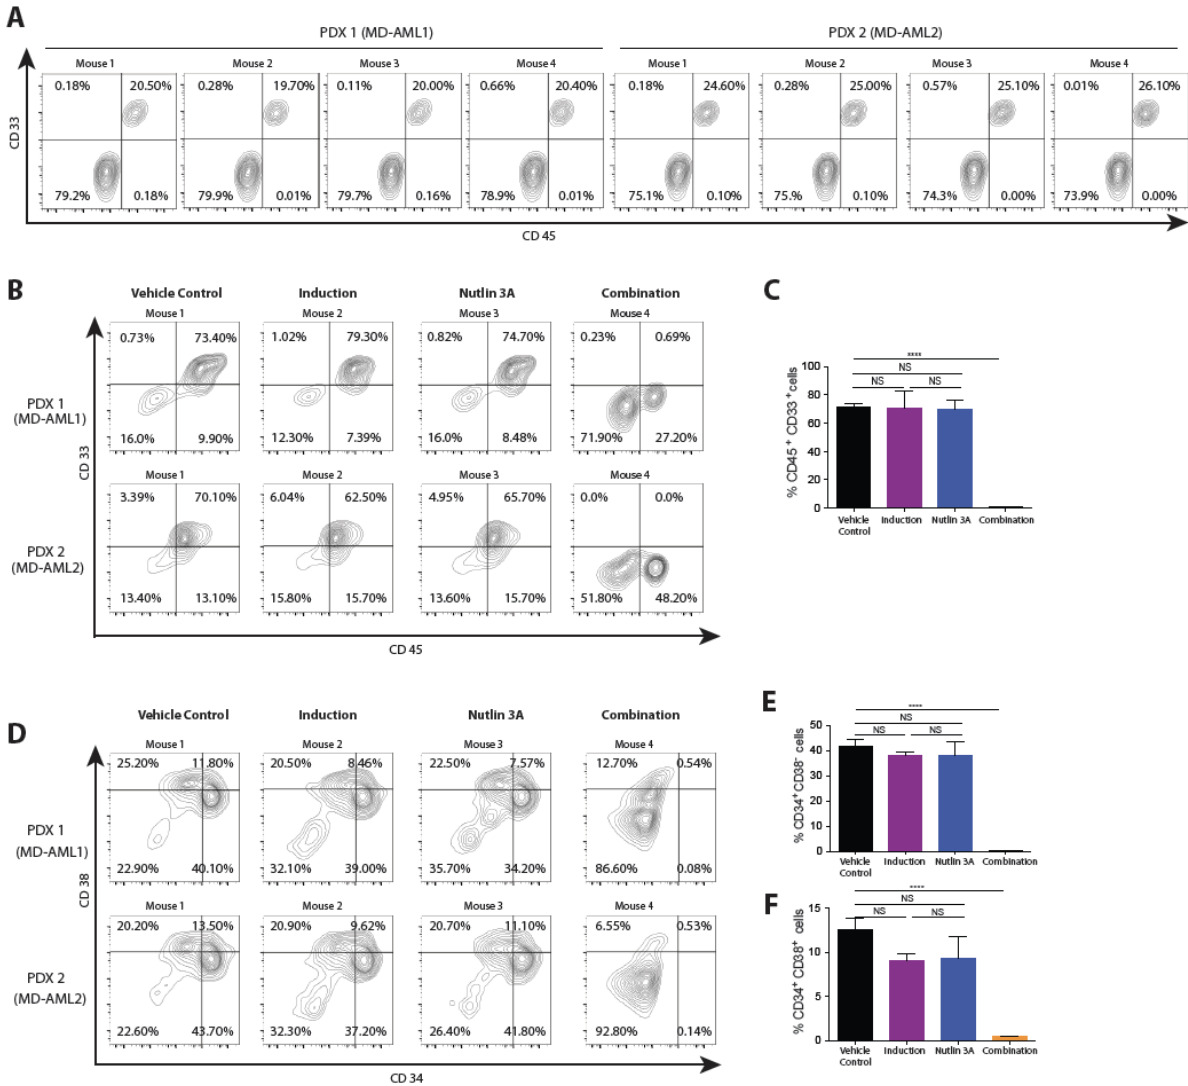 A
PDX 1 (MD-AML1)
PDX 2 (MD-AML2)
Mouse 1
Mouse 2
Mouse 3
Mouse 4
Mouse 1
Mouse 2
Mouse 3
Mouse 4
0.18% 20.50%
0.28% 19.70%
0.11% 20.00%
0.66% 20.40%
0.18% 24.60%
0.28% 25.00%
0.57% 25.10%
0.01% 26.10%
CD 33
79.2% 0.18%
79.9% 0.01%
79.7% 0.16%
78.9% 0.01%
75.1% 0.10%
75.% 0.10%
74.3% 0.00%
73.9% 0.00%
CD 45
B
Vehicle Control
Induction
Nutlin 3A
Combination
Mouse 1
Mouse 2
Mouse 3
Mouse 4
0.73% 73.40%
1.02% 79.30%
0.82% 74.70%
0.23% 0.69%
PDX 1
(MD-AML1)
16.0% 9.90%
12.30% 7.39%
16.0% 8.48%
71.90% 27.20%
CD 33
Mouse 1
Mouse 2
Mouse 3
Mouse 4
3.39% 70.10%
6.04% 62.50%
4.95% 65.70%
0.0% 0.0%
PDX 2
(MD-AML2)
13.40% 13.10%
15.80% 15.70%
13.60% 15.70%
51.80% 48.20%
CD 45
C
****
NS
NS NS
100
80
60
40
20
0
% CD45+ CD33+cells
Vehicle
Control
Induction
Nutlin 3A
Combination
D
Vehicle Control
Induction
Nutlin 3A
Combination
Mouse 1
Mouse 2
Mouse 3
Mouse 4
25.20% 11.80%
20.50% 8.46%
22.50% 7.57%
12.70% 0.54%
PDX 1
(MD-AML1)
22.90% 40.10%
32.10% 39.00%
35.70% 34.20%
86.60% 0.08%
CD 38
Mouse 1
Mouse 2
Mouse 3
Mouse 4
20.20% 13.50%
20.90% 9.62%
20.70% 11.10%
6.55% 0.53%
PDX 2
(MD-AML2)
22.60% 43.70%
32.30% 37.20%
26.40% 41.80%
92.80% 0.14%
CD 34
E
****
NS
NS NS
50
40
30
20
10
0
% CD34+CD38- cells
Vehicle
Control
Induction
Nutlin 3A
Combination
F
****
NS
NS NS
15
10
5
0
% CD34+ CD38+ cells
Vehicle
Control
Induction
Nutlin 3A
Combination